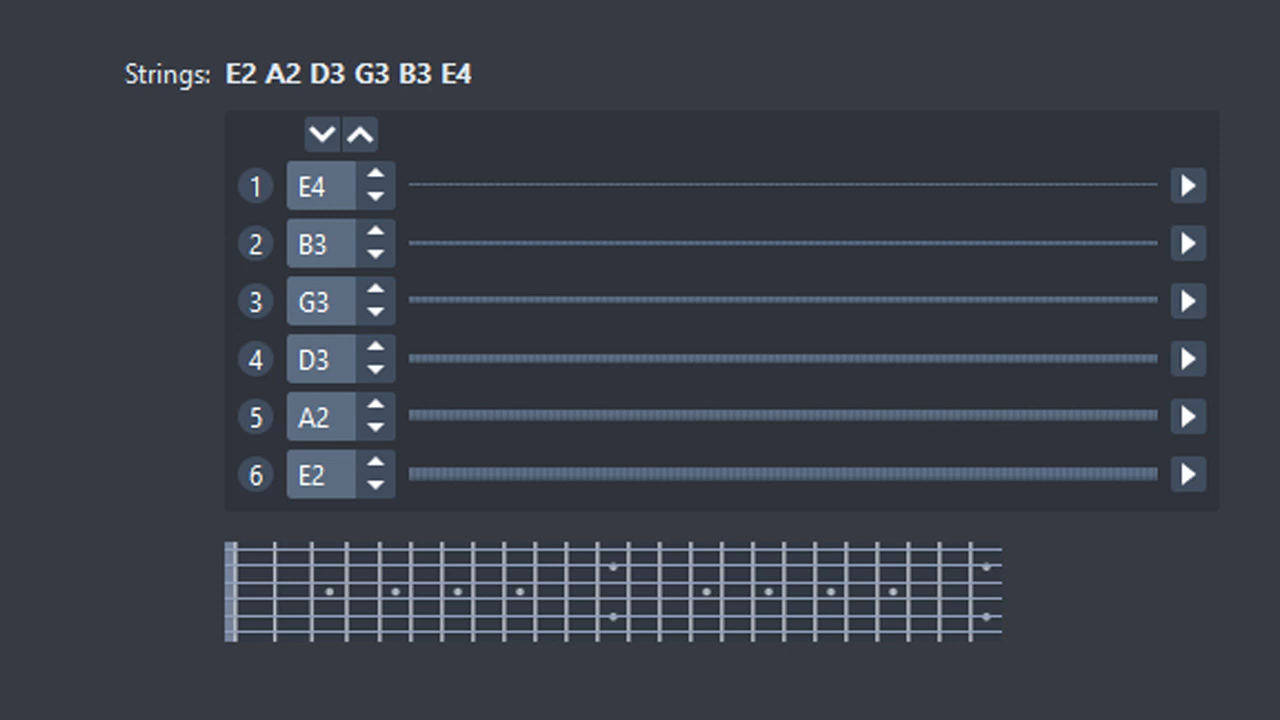 Strings: E2 A2 D3 G3 B3 E4
1 E4
2 B3
3 G3
4 D3
5 A2
6 E2